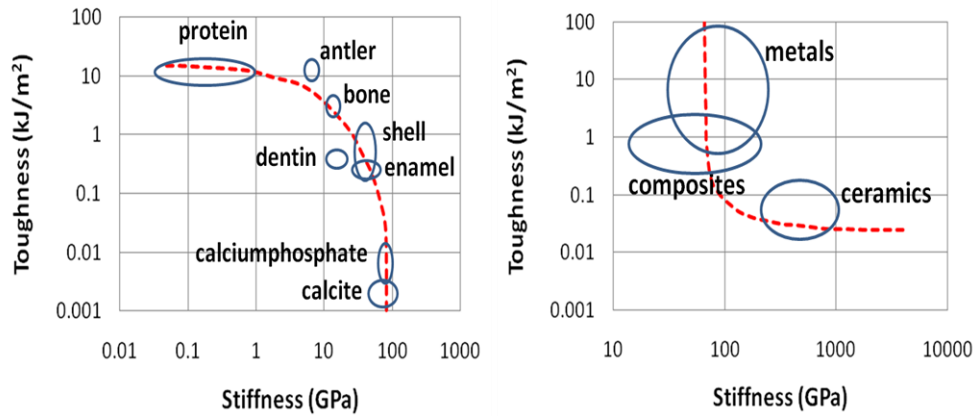 Toughness (kJ/m²)
100
10
1
0.1
0.01
0.001
protein
antler
bone
shell
dentin
enamel
calciumphosphate
calcite
0.01 0.1 1 10 100 1000
Stiffness (GPa)
Toughness (kJ/m²)
100
10
1
0.1
0.01
0.001
metals
composites
ceramics
10 100 1000 10000
Stiffness (GPa)